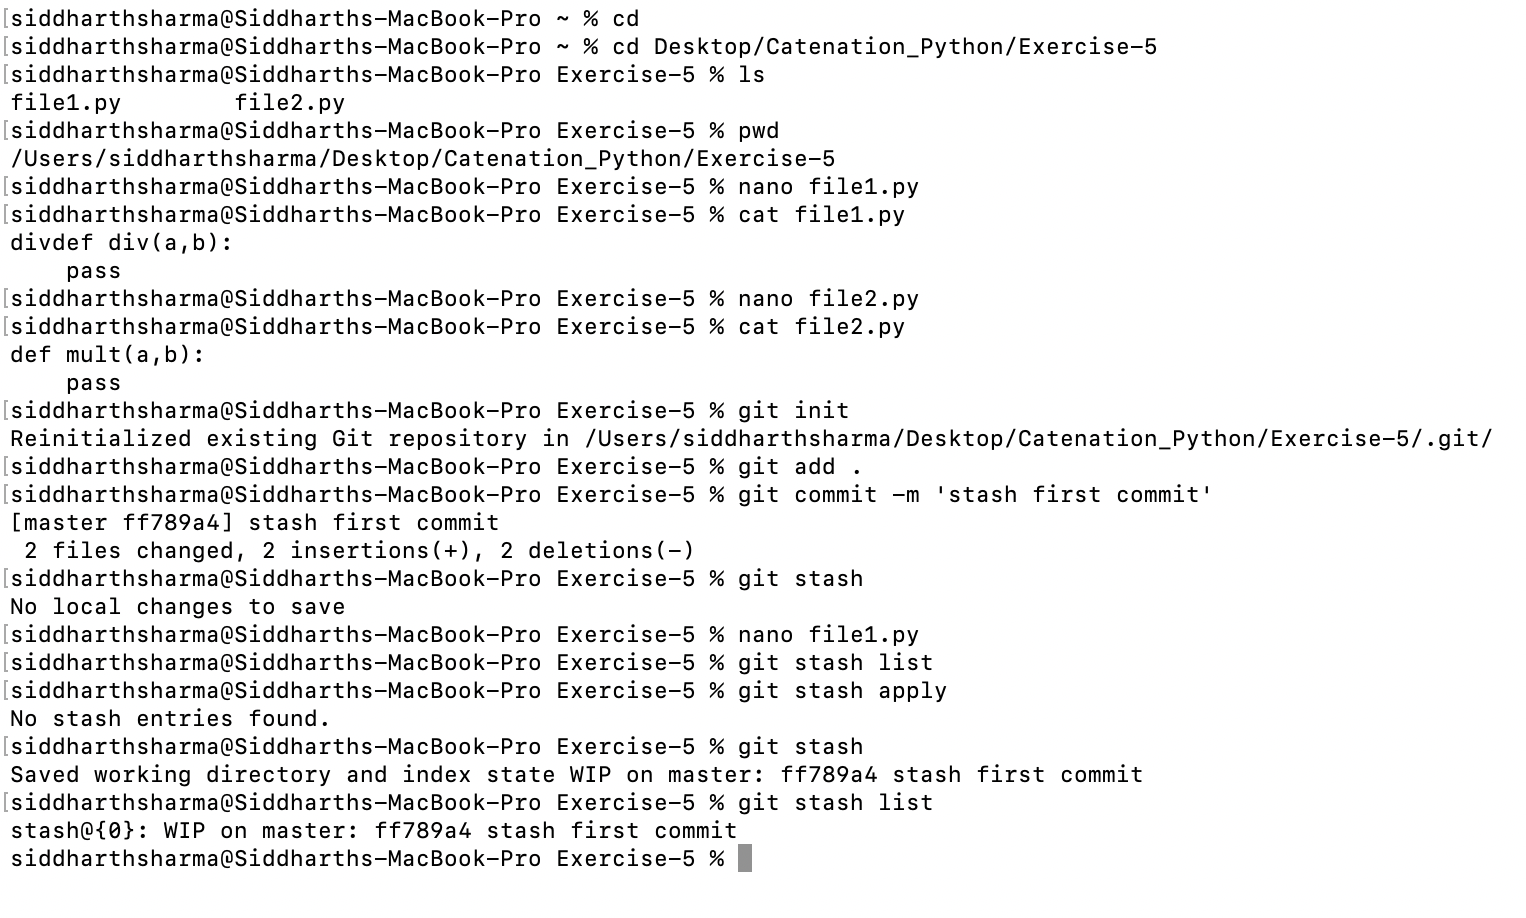 [siddharthsharma@Siddharths-MacBook-Pro ~ % cd
[siddharthsharma@Siddharths-MacBook-Pro ~ % cd Desktop/Catenation_Python/Exercise-5
[siddharthsharma@Siddharths-MacBook-Pro Exercise-5 % ls
file1.py        file2.py
[siddharthsharma@Siddharths-MacBook-Pro Exercise-5 % pwd
/Users/siddharthsharma/Desktop/Catenation_Python/Exercise-5
[siddharthsharma@Siddharths-MacBook-Pro Exercise-5 % nano file1.py
[siddharthsharma@Siddharths-MacBook-Pro Exercise-5 % cat file1.py
divdef div(a,b):
    pass
[siddharthsharma@Siddharths-MacBook-Pro Exercise-5 % nano file2.py
[siddharthsharma@Siddharths-MacBook-Pro Exercise-5 % cat file2.py
def mult(a,b):
    pass
[siddharthsharma@Siddharths-MacBook-Pro Exercise-5 % git init
Reinitialized existing Git repository in /Users/siddharthsharma/Desktop/Catenation_Python/Exercise-5/.git/
[siddharthsharma@Siddharths-MacBook-Pro Exercise-5 % git add .
[siddharthsharma@Siddharths-MacBook-Pro Exercise-5 % git commit -m 'stash first commit'
[master ff789a4] stash first commit
 2 files changed, 2 insertions(+), 2 deletions(-)
[siddharthsharma@Siddharths-MacBook-Pro Exercise-5 % git stash
No local changes to save
[siddharthsharma@Siddharths-MacBook-Pro Exercise-5 % nano file1.py
[siddharthsharma@Siddharths-MacBook-Pro Exercise-5 % git stash list
[siddharthsharma@Siddharths-MacBook-Pro Exercise-5 % git stash apply
No stash entries found.
[siddharthsharma@Siddharths-MacBook-Pro Exercise-5 % git stash
Saved working directory and index state WIP on master: ff789a4 stash first commit
[siddharthsharma@Siddharths-MacBook-Pro Exercise-5 % git stash list
stash@{0}: WIP on master: ff789a4 stash first commit
siddharthsharma@Siddharths-MacBook-Pro Exercise-5 %